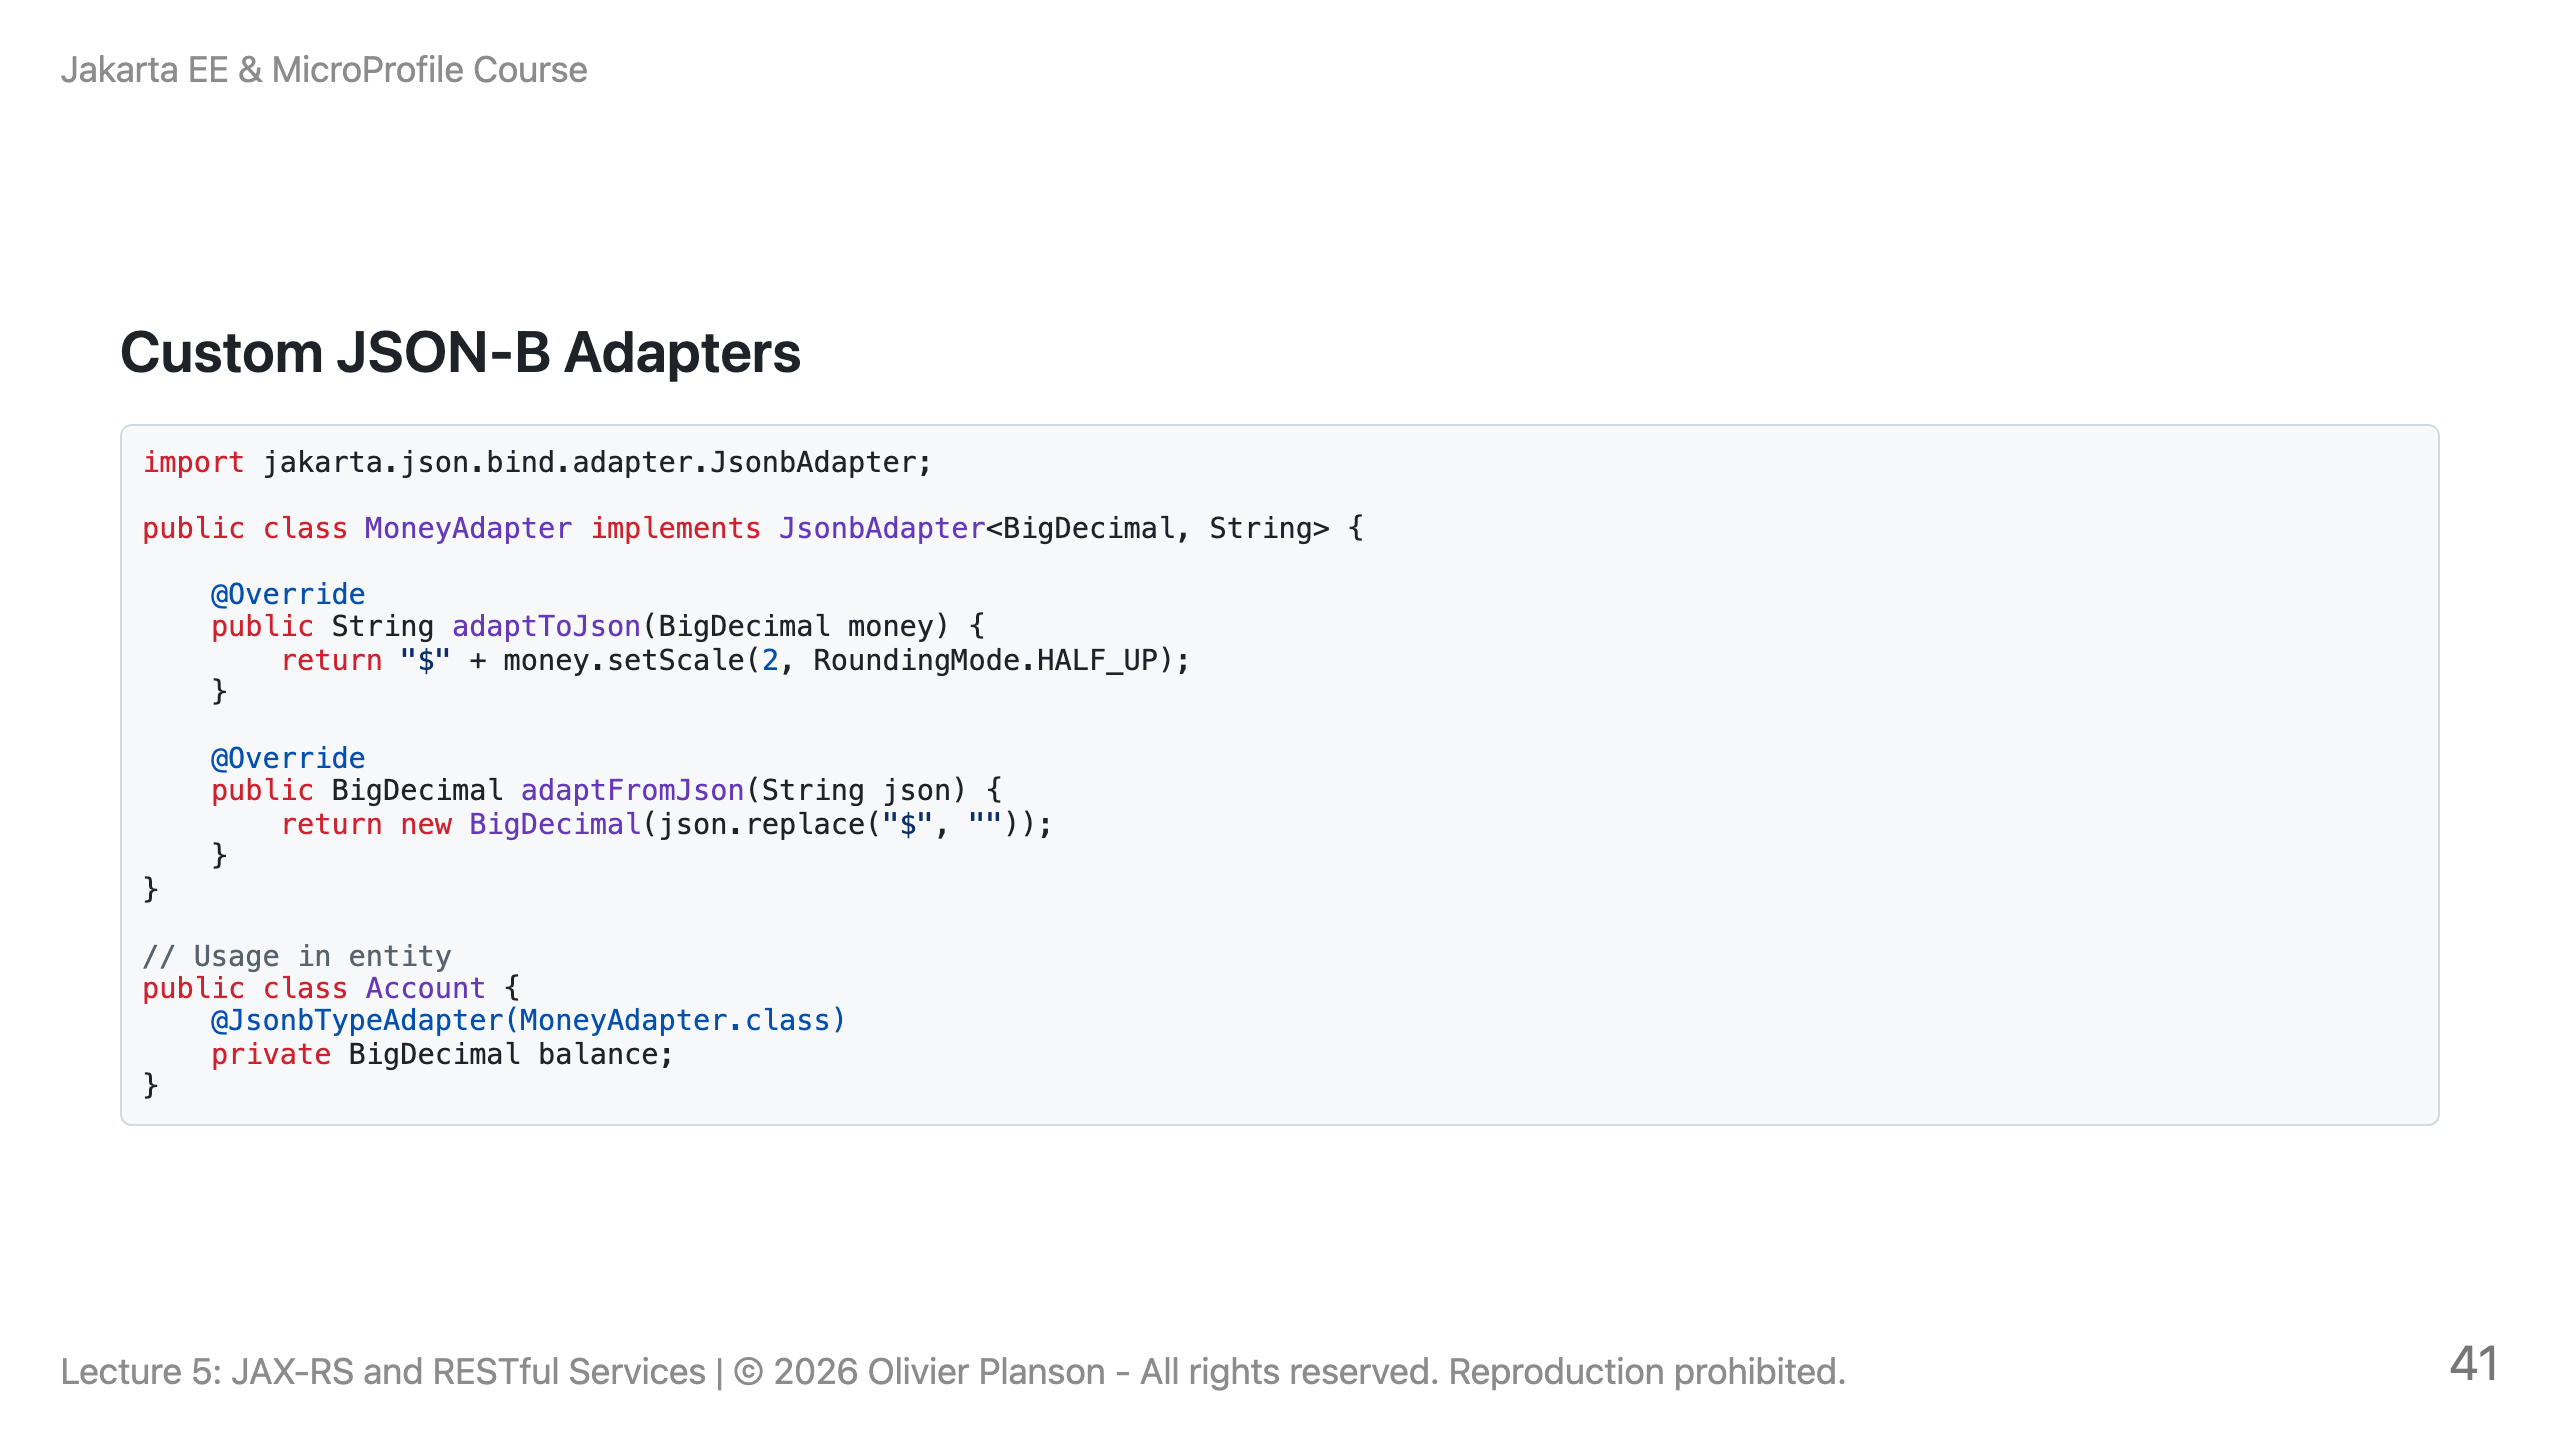 Jakarta EE & MicroProfile Course
Custom JSON-B Adapters
import jakarta.json.bind.adapter.JsonbAdapter;
public class MoneyAdapter implements JsonbAdapter<BigDecimal, String> {
    @Override
    public String adaptToJson(BigDecimal money) {
        return "$" + money.setScale(2, RoundingMode.HALF_UP);
    }
    @Override
    public BigDecimal adaptFromJson(String json) {
        return new BigDecimal(json.replace("$", ""));
    }
}
// Usage in entity
public class Account {
    @JsonbTypeAdapter(MoneyAdapter.class)
    private BigDecimal balance;
}
Lecture 5: JAX-RS and RESTful Services | © 2026 Olivier Planson - All rights reserved. Reproduction prohibited.
41